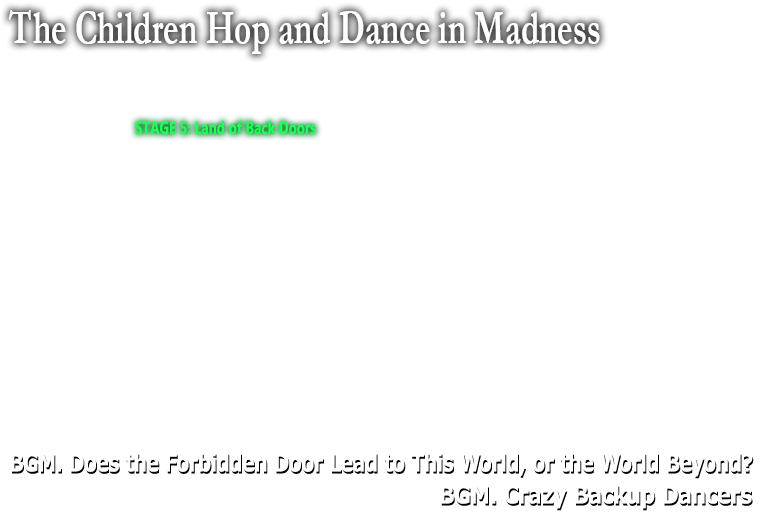 The Children Hop and Dance in Madness
STAGE 5: Land of Back Doors
BGM. Does the Forbidden Door Lead to This World, or the World Beyond?
BGM. Crazy Backup Dancers